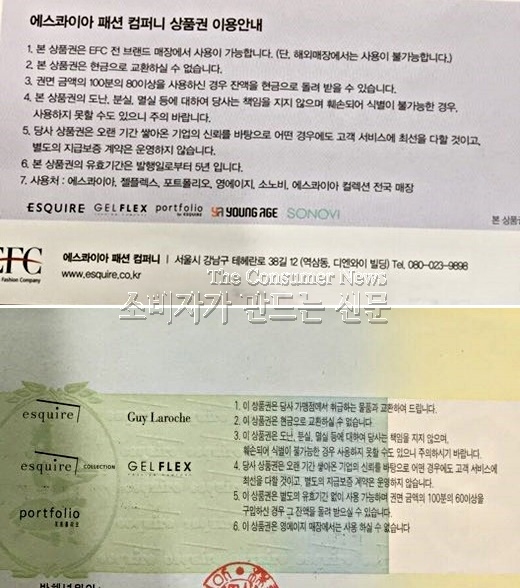 에스콰이아 패션 컴퍼니 상품권 이용안내
1. 본 상품권은 EFC 전 브랜드 매장에서 사용이 가능합니다. (단, 해외매장에서는 사용이 불가능합니다.)
2. 본 상품권은 현금으로 교환하실 수 없습니다.
3. 권면 금액의 100분의 80이상을 사용하신 경우 잔액을 현금으로 돌려 받을 수 있습니다.
4. 본 상품권의 도난, 분실, 멸실 등에 대하여 당사는 책임을 지지 않으며 훼손되어 식별이 불가능한 경우,
사용하지 못할 수도 있으니 주의 바랍니다.
5. 당사 상품권은 오랜 기간 쌓아온 기업의 신뢰를 바탕으로 어떤 경우에도 고객 서비스에 최선을 다할 것이고,
별도의 지급보증 계약은 운영하지 않습니다.
6. 본 상품권의 유효기간은 발행일로부터 5년 입니다.
7. 사용처 : 에스콰이아, 젤플렉스, 포트폴리오, 영에이지, 소노비, 에스콰이아 컬렉션 전국 매장
ESQUIRE GELFLEX portfolio by ESQUIRE YA YOUNG AGE SONOVI
본 상품
EFC 에스콰이아 패션 컴퍼니 | 서울시 강남구 테헤란로 38길 12 (역삼동, 디엔와이 빌딩) Tel. 080-023-9898
Fashion Company www.esquire.co.kr
The Consumer News
소비자가 만드는 신문
esquire Guy Laroche
esquire COLLECTION GELFLEX
portfolio
포트폴리오
1. 이 상품권은 당사 가맹점에서 취급하는 물품과 교환하여 드립니다.
2. 이 상품권은 현금으로 교환하실 수 없습니다
3. 이 상품권은 도난, 분실, 멸실 등에 대하여 당사는 책임을 지지 않으며,
훼손되어 식별이 불가능한 경우 사용하지 못할 수도 있으니 주의하시기 바랍니다.
4. 당사 상품권은 오랜 기간 쌓아온 기업의 신뢰를 바탕으로 어떤 경우에도 고객 서비스에
최선을 다할 것이고, 별도의 지급보증 계약은 운영하지 않습니다.
5. 이 상품권은 별도의 유효기간 없이 사용 가능하며 권면 금액의 100분의 60이상을
구입하신 경우 그 잔액을 돌려 받으실 수 있습니다.
6. 이 상품권은 영에이지 매장에서는 사용 하실 수 없습니다